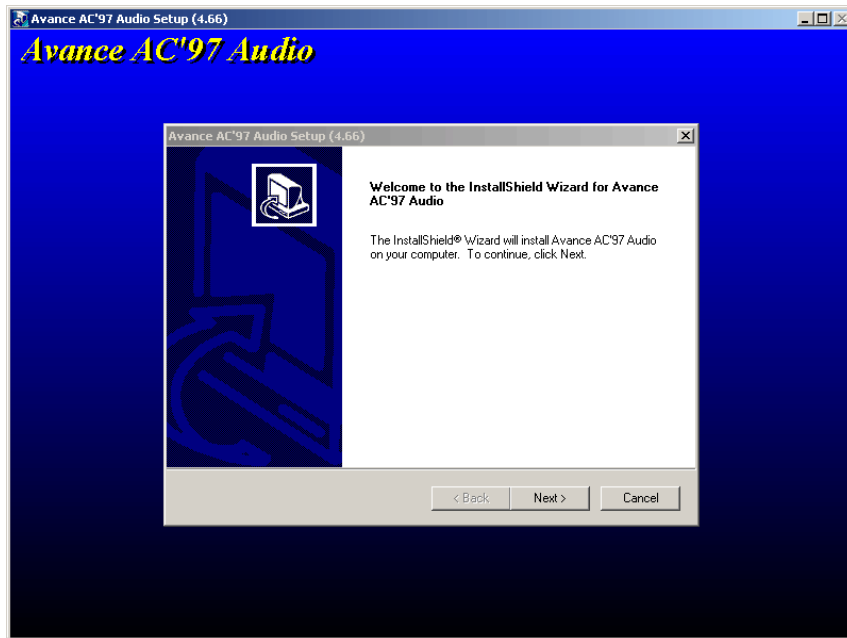 Avance AC'97 Audio Setup (4.66)
Avance AC'97 Audio
Avance AC'97 Audio Setup (4.66)
Welcome to the InstallShield Wizard for Avance
AC'97 Audio
The InstallShield® Wizard will install Avance AC'97 Audio
on your computer. To continue, click Next.
< Back Next > Cancel